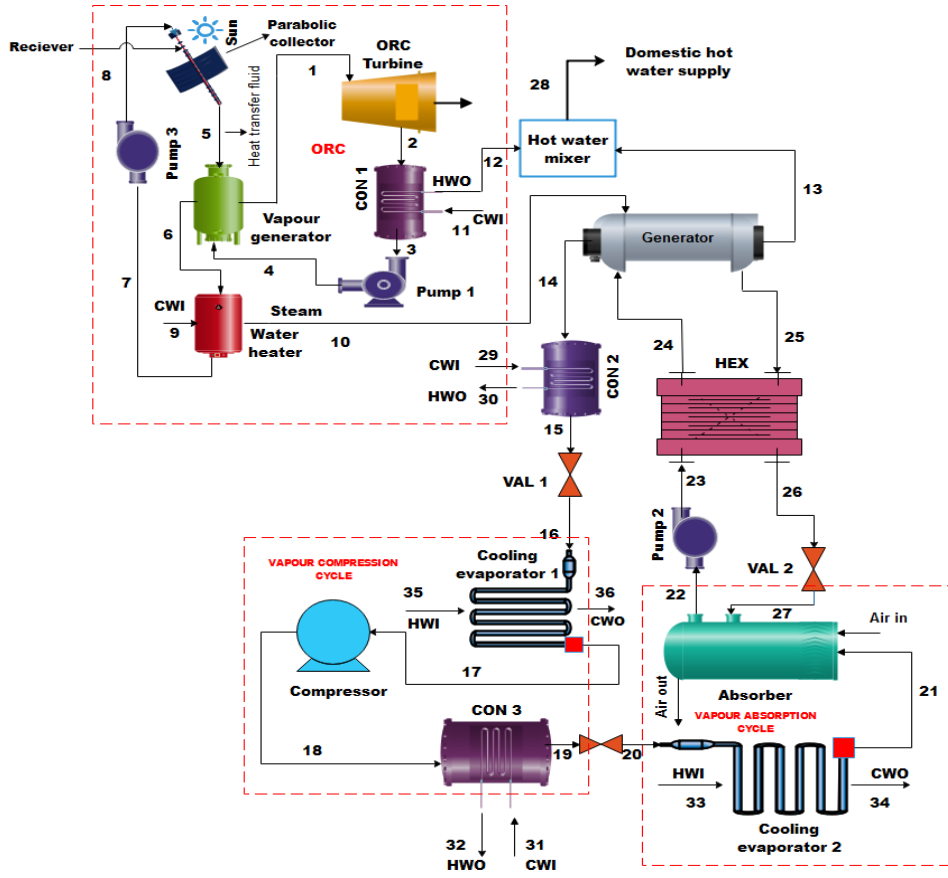 Reciever
8
Sun
Parabolic
collector
1
ORC
Turbine
Domestic hot
water supply
28
Pump 3
5
Heat transfer fluid
ORC
2
12
Hot water
mixer
CON 1
HWO
CWI
11
13
6
Vapour
generator
3
Generator
4
7
Pump 1
14
CWI
9
Steam
Water
heater
10
24
25
HEX
CWI
29
HWO
30
CON 2
15
VAL 1
23
26
16
Pump 2
VAL 2
VAPOUR COMPRESSION
CYCLE
Cooling
evaporator 1
35
HWI
36
CWO
22
27
Air in
17
Compressor
Absorber
Air out
21
CON 3
VAPOUR ABSORPTION
CYCLE
18
19
20
HWI
33
CWO
34
Cooling
evaporator 2
32
HWO
31
CWI